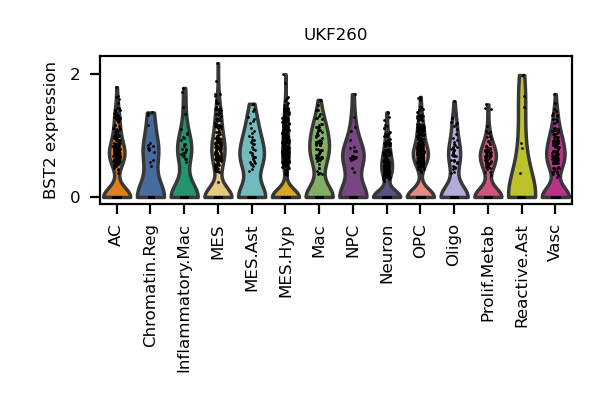 UKF260
BST2 expression
2
0
AC
Chromatin.Reg
Inflammatory.Mac
MES
MES.Ast
MES.Hyp
Mac
NPC
Neuron
OPC
Oligo
Prolif.Metab
Reactive.Ast
Vasc